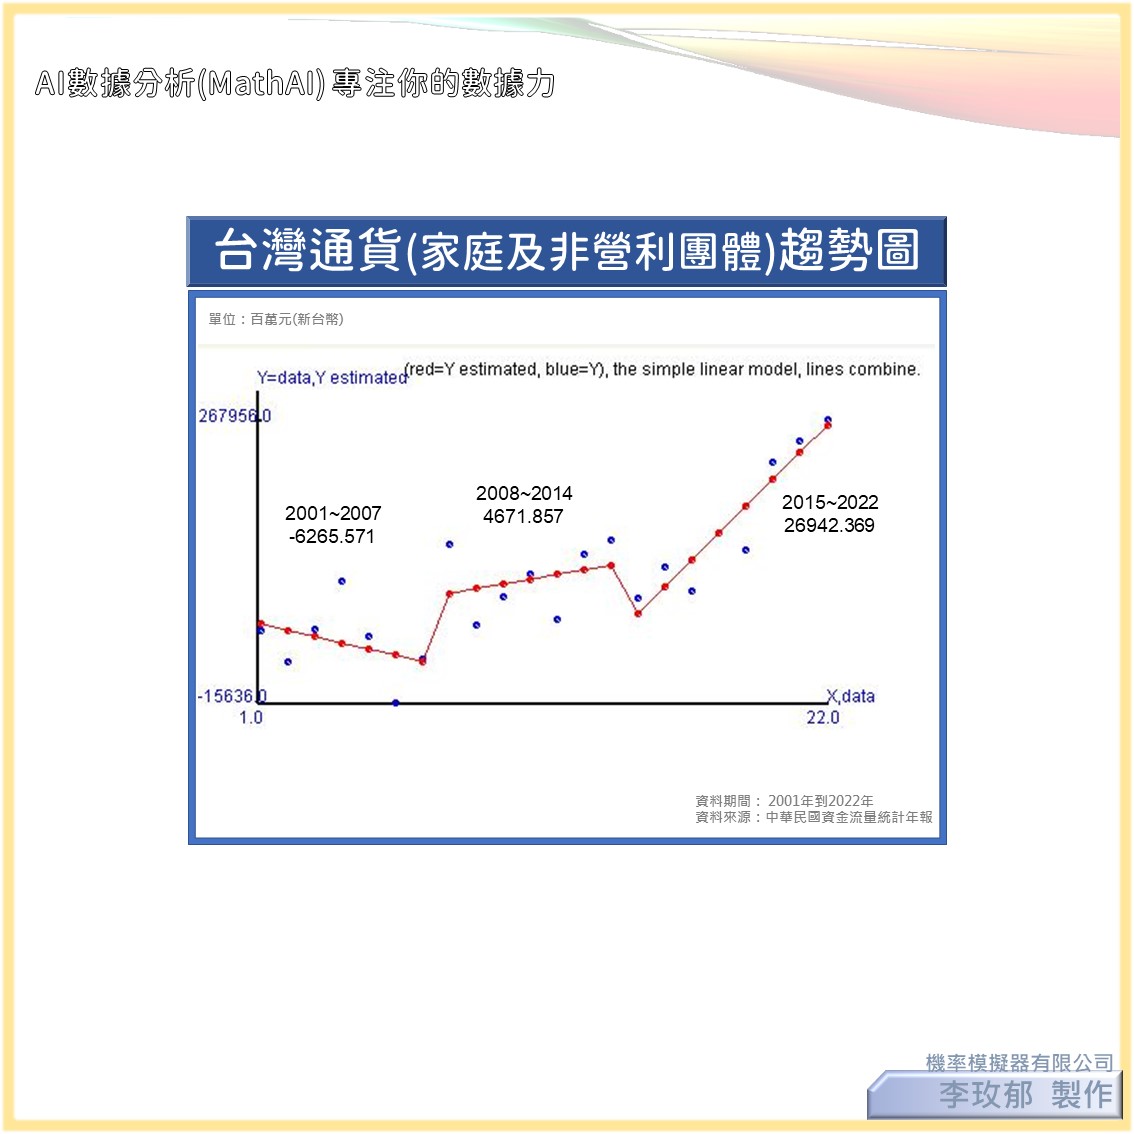 AI數據分析(MathAI) 專注你的數據力
台灣通貨(家庭及非營利團體)趨勢圖
單位：百萬元(新台幣)
(red=Y estimated, blue=Y), the simple linear model, lines combine.
Y=data,Y estimated
267956.0
2001~2007
-6265.571
2008~2014
4671.857
2015~2022
26942.369
-15636.0
X,data
1.0
22.0
資料期間： 2001年到2022年
資料來源：中華民國資金流量統計年報
機率模擬器有限公司
李玫郁 製作